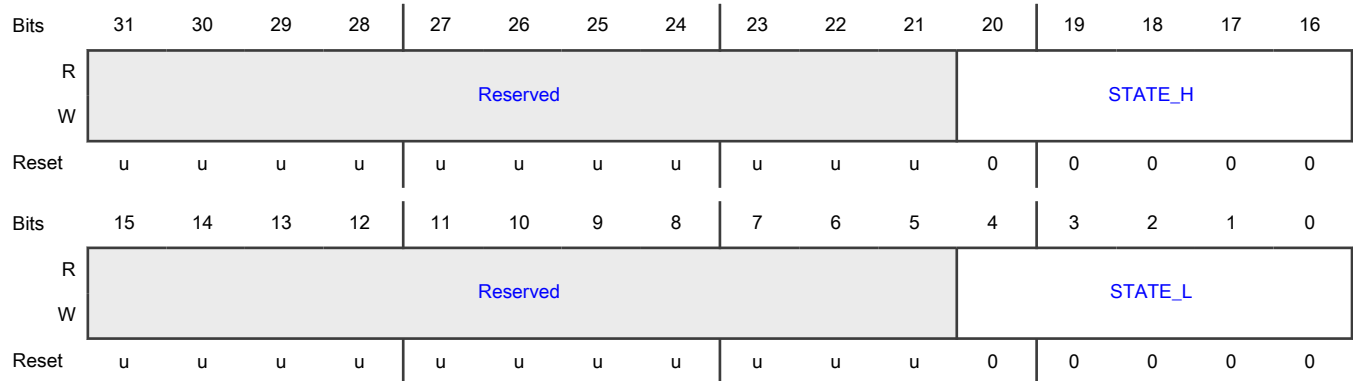 Bits 31 30 29 28 27 26 25 24 23 22 21 20 19 18 17 16
R
Reserved STATE_H
W
Reset u u u u u u u u u u u 0 0 0 0 0
Bits 15 14 13 12 11 10 9 8 7 6 5 4 3 2 1 0
R
Reserved STATE_L
W
Reset u u u u u u u u u u u 0 0 0 0 0